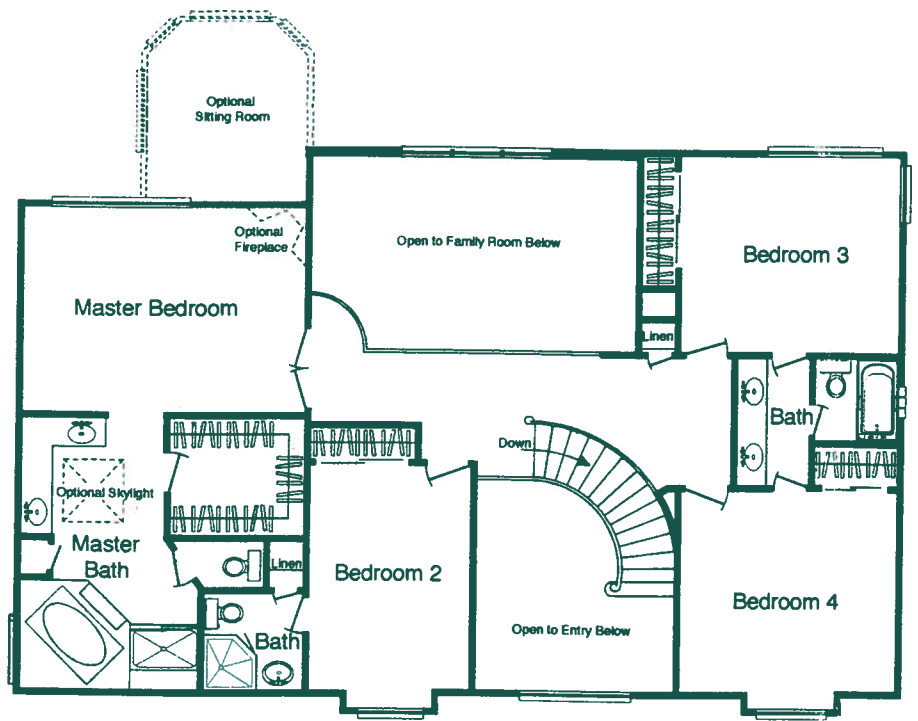 Optional
Sitting Room
Optional
Fireplace
Open to Family Room Below
Bedroom 3
Master Bedroom
Linen
Bath
Down
Optional Skylight
Master
Bath
Linen
Bedroom 2
Bedroom 4
Bath
Open to Entry Below